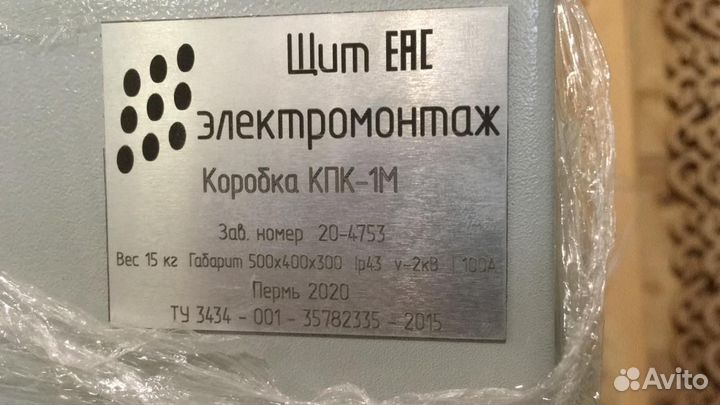 Щит EAC
электромонтаж
Коробка КПК-1М
Зав. номер 20-4753
Вес 15 кг Габарит 500х400х300 Ip43 v~2кВ I 100А
Пермь 2020
ТУ 3434 - 001 - 35782335 - 2015
Avito